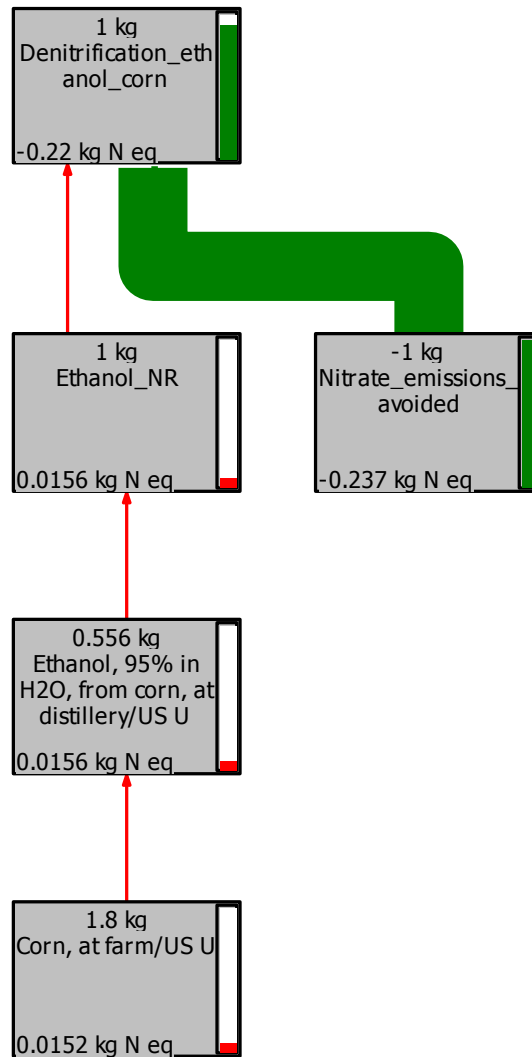 1 kg
Denitrification_eth
anol_corn
-0.22 kg N eq
1 kg
Ethanol_NR
0.0156 kg N eq
-1 kg
Nitrate_emissions_
avoided
-0.237 kg N eq
0.556 kg
Ethanol, 95% in
H2O, from corn, at
distillery/US U
0.0156 kg N eq
1.8 kg
Corn, at farm/US U
0.0152 kg N eq